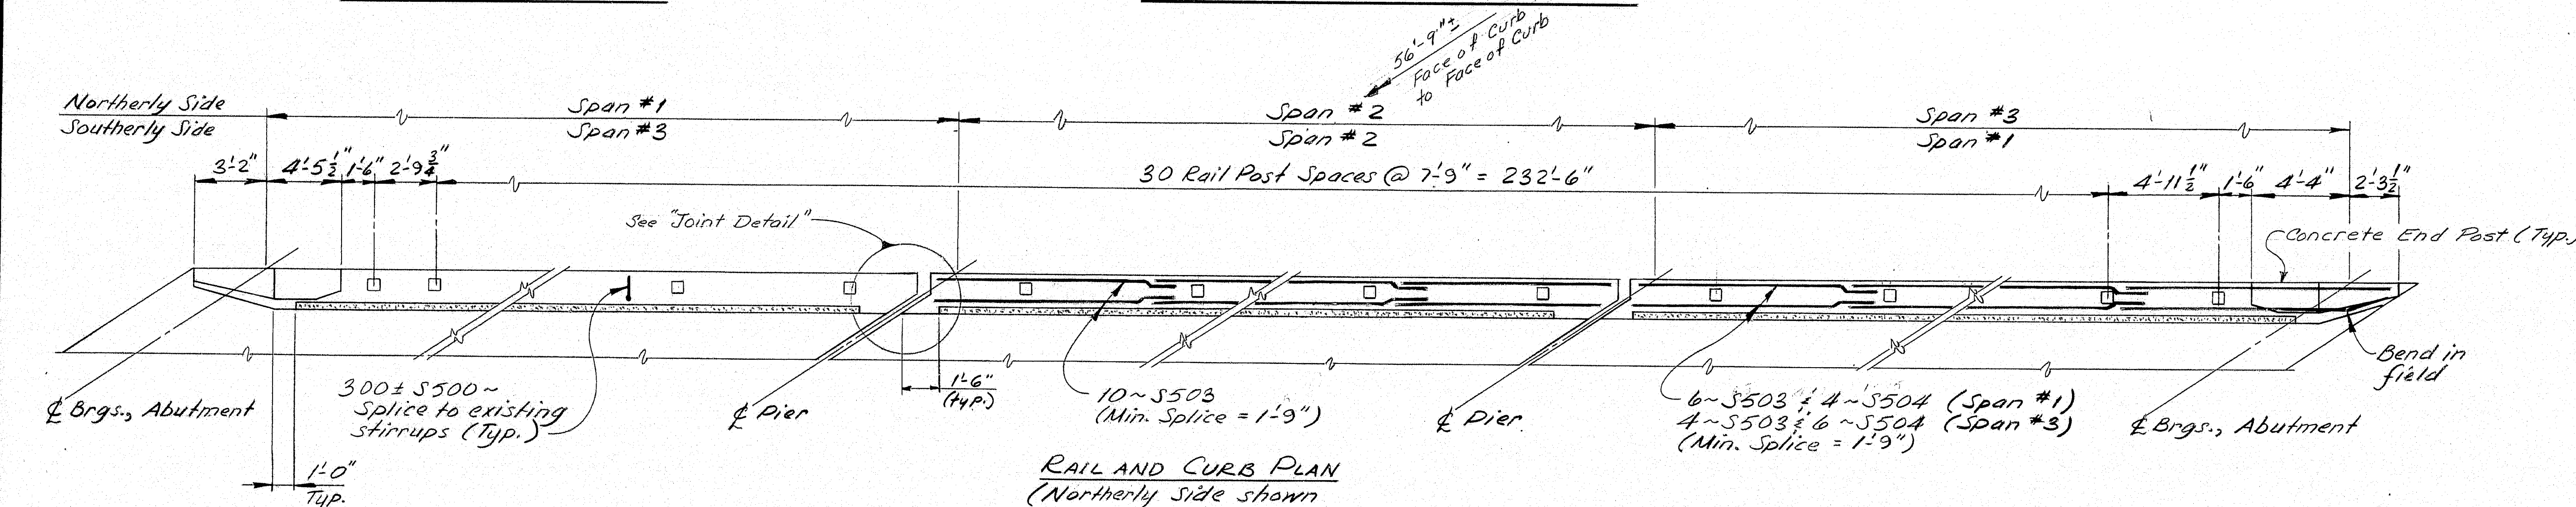 56'-9"±
Face of Curb
to Face of Curb
Northerly Side
Southerly Side
Span #1
Span #3
Span #2
Span #2
Span #3
Span #1
3'-2"
4'-5 1/2"
1'-6"
2'-9 3/4"
30 Rail Post Spaces @ 7'-9" = 232'-6"
4'-11 1/2"
1'-6"
4'-4"
2'-3 1/2"
See "Joint Detail"
Concrete End Post (Typ.)
℄ Brgs., Abutment
300± S500~
Splice to existing
stirrups (Typ.)
℄ Pier
1'-6"
(typ.)
10~S503
(Min. Splice = 1'-9")
℄ Pier
6~S503 & 4~S504 (Span #1)
4~S503 & 6~S504 (Span #3)
(Min. Splice = 1'-9")
℄ Brgs., Abutment
Bend in
field
1'-0"
Typ.
RAIL AND CURB PLAN
(Northerly Side shown